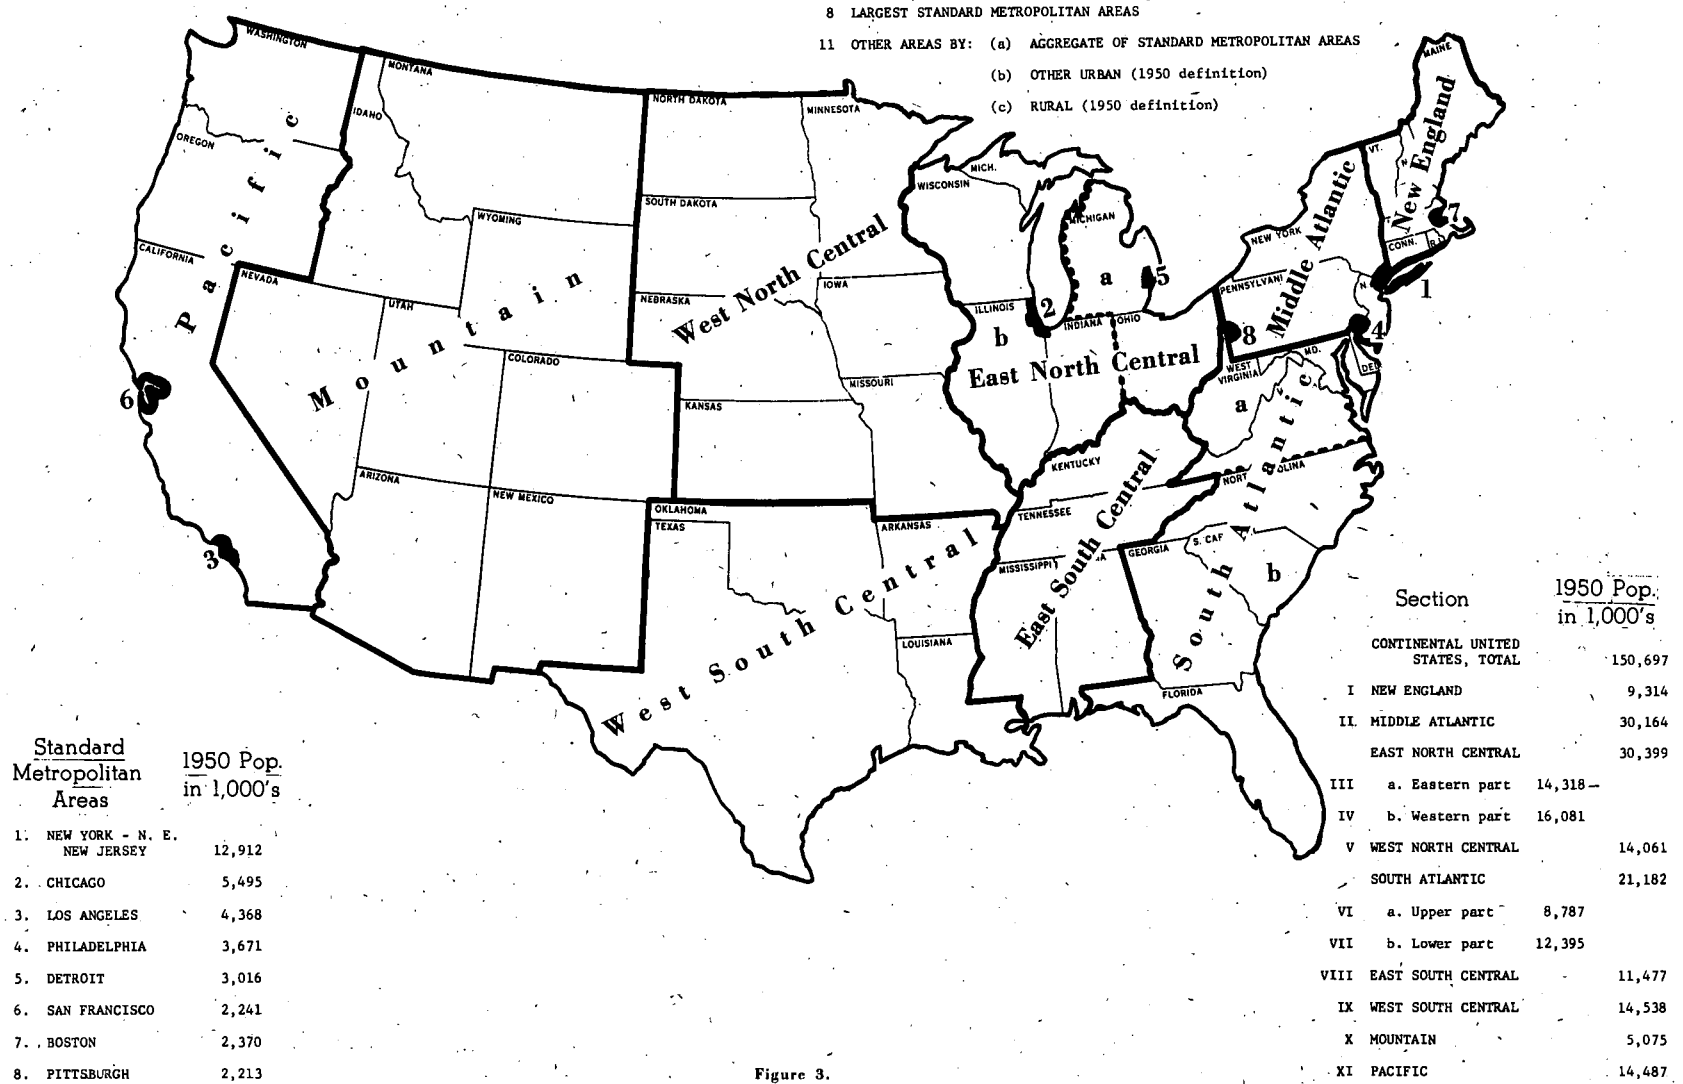 8 LARGEST STANDARD METROPOLITAN AREAS
11 OTHER AREAS BY: (a) AGGREGATE OF STANDARD METROPOLITAN AREAS
(b) OTHER URBAN (1950 definition)
(c) RURAL (1950 definition)
WASHINGTON
MONTANA
IDAHO
OREGON
NORTH DAKOTA
MINNESOTA
MAINE
VT.
New England
7
MICH.
WISCONSIN
SOUTH DAKOTA
WYOMING
MICHIGAN
NEW YORK
CONN.
R.I.
Middle Atlantic
Pacific
CALIFORNIA
NEVADA
UTAH
Mountain
NEBRASKA
IOWA
West North Central
a
5
1
PENNSYLVANI
N
ILLINOIS
2
b
INDIANA
OHIO
East North Central
8
4
MD.
DEL
WEST
VIRGINIA
a
COLORADO
MISSOURI
KANSAS
6
KENTUCKY
ARIZONA
NEW MEXICO
OKLAHOMA
TEXAS
ARKANSAS
TENNESSEE
NORT
OLINA
South Atlantic
S. CAR
East South Central
MISSISSIPPI
GEORGIA
b
3
West South Central
LOUISIANA
FLORIDA
Standard
Metropolitan
Areas
1950 Pop.
in 1,000's
1. NEW YORK - N. E.
NEW JERSEY 12,912
2. CHICAGO 5,495
3. LOS ANGELES 4,368
4. PHILADELPHIA 3,671
5. DETROIT 3,016
6. SAN FRANCISCO 2,241
7. BOSTON 2,370
8. PITTSBURGH 2,213
Section
1950 Pop.
in 1,000's
CONTINENTAL UNITED
STATES, TOTAL 150,697
I NEW ENGLAND 9,314
II. MIDDLE ATLANTIC 30,164
EAST NORTH CENTRAL 30,399
III a. Eastern part 14,318
IV b. Western part 16,081
V WEST NORTH CENTRAL 14,061
SOUTH ATLANTIC 21,182
VI a. Upper part 8,787
VII b. Lower part 12,395
VIII EAST SOUTH CENTRAL 11,477
IX WEST SOUTH CENTRAL 14,538
X MOUNTAIN 5,075
XI PACIFIC 14,487
Figure 3.